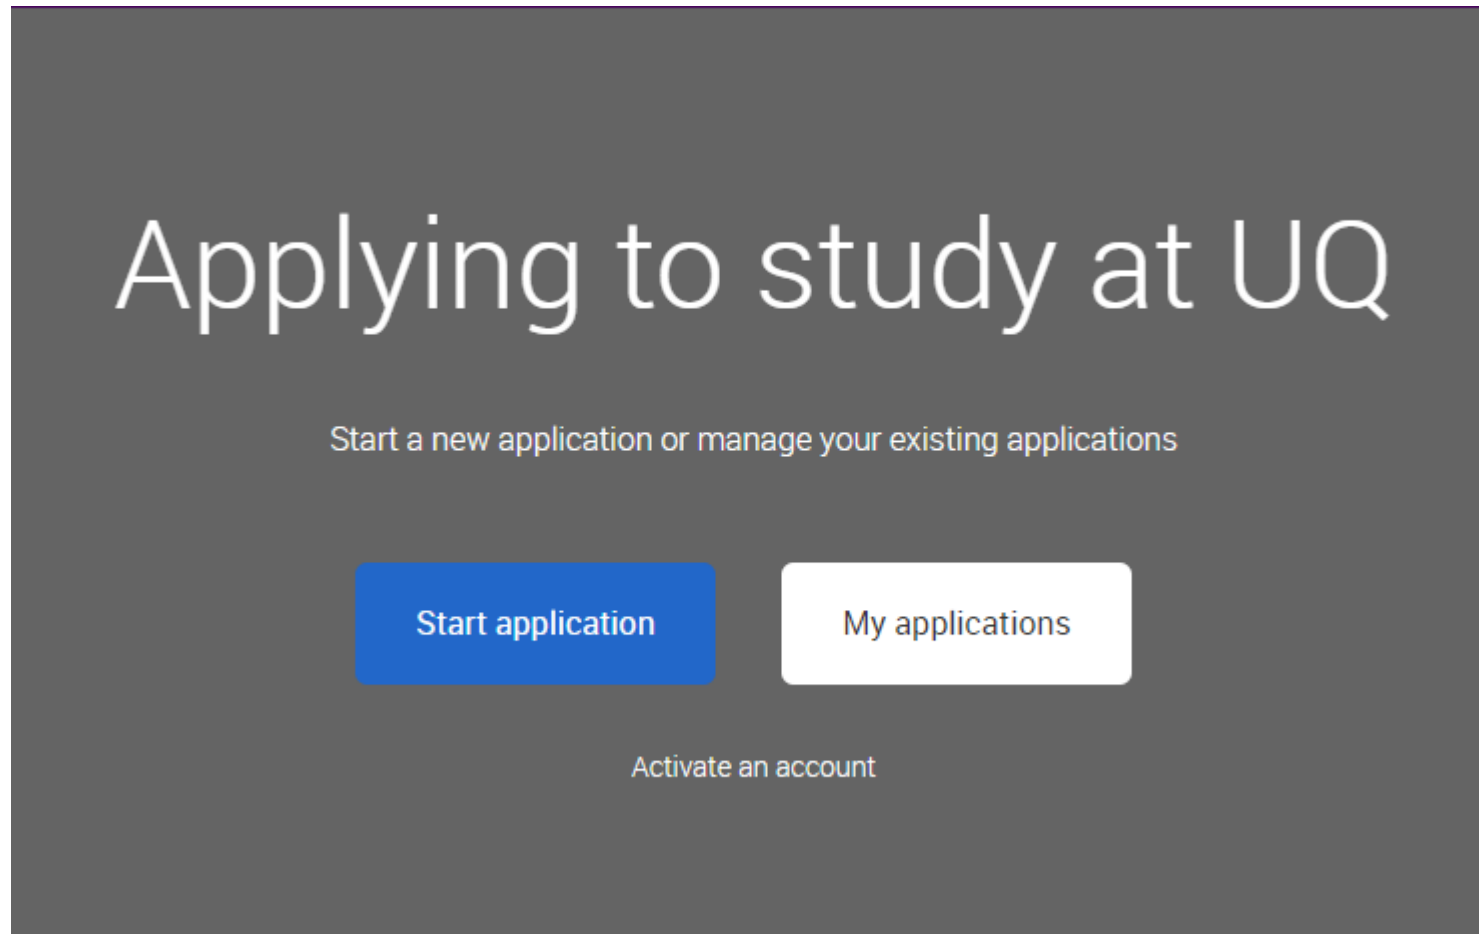 Applying to study at UQ
Start a new application or manage your existing applications
Start application
My applications
Activate an account